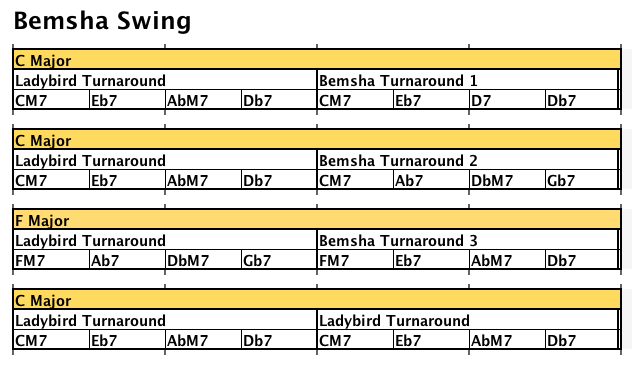 Bemsha Swing
C Major
Ladybird Turnaround Bemsha Turnaround 1
CM7 Eb7 AbM7 Db7 CM7 Eb7 D7 Db7
C Major
Ladybird Turnaround Bemsha Turnaround 2
CM7 Eb7 AbM7 Db7 CM7 Ab7 DbM7 Gb7
F Major
Ladybird Turnaround Bemsha Turnaround 3
FM7 Ab7 DbM7 Gb7 FM7 Eb7 AbM7 Db7
C Major
Ladybird Turnaround Ladybird Turnaround
CM7 Eb7 AbM7 Db7 CM7 Eb7 AbM7 Db7